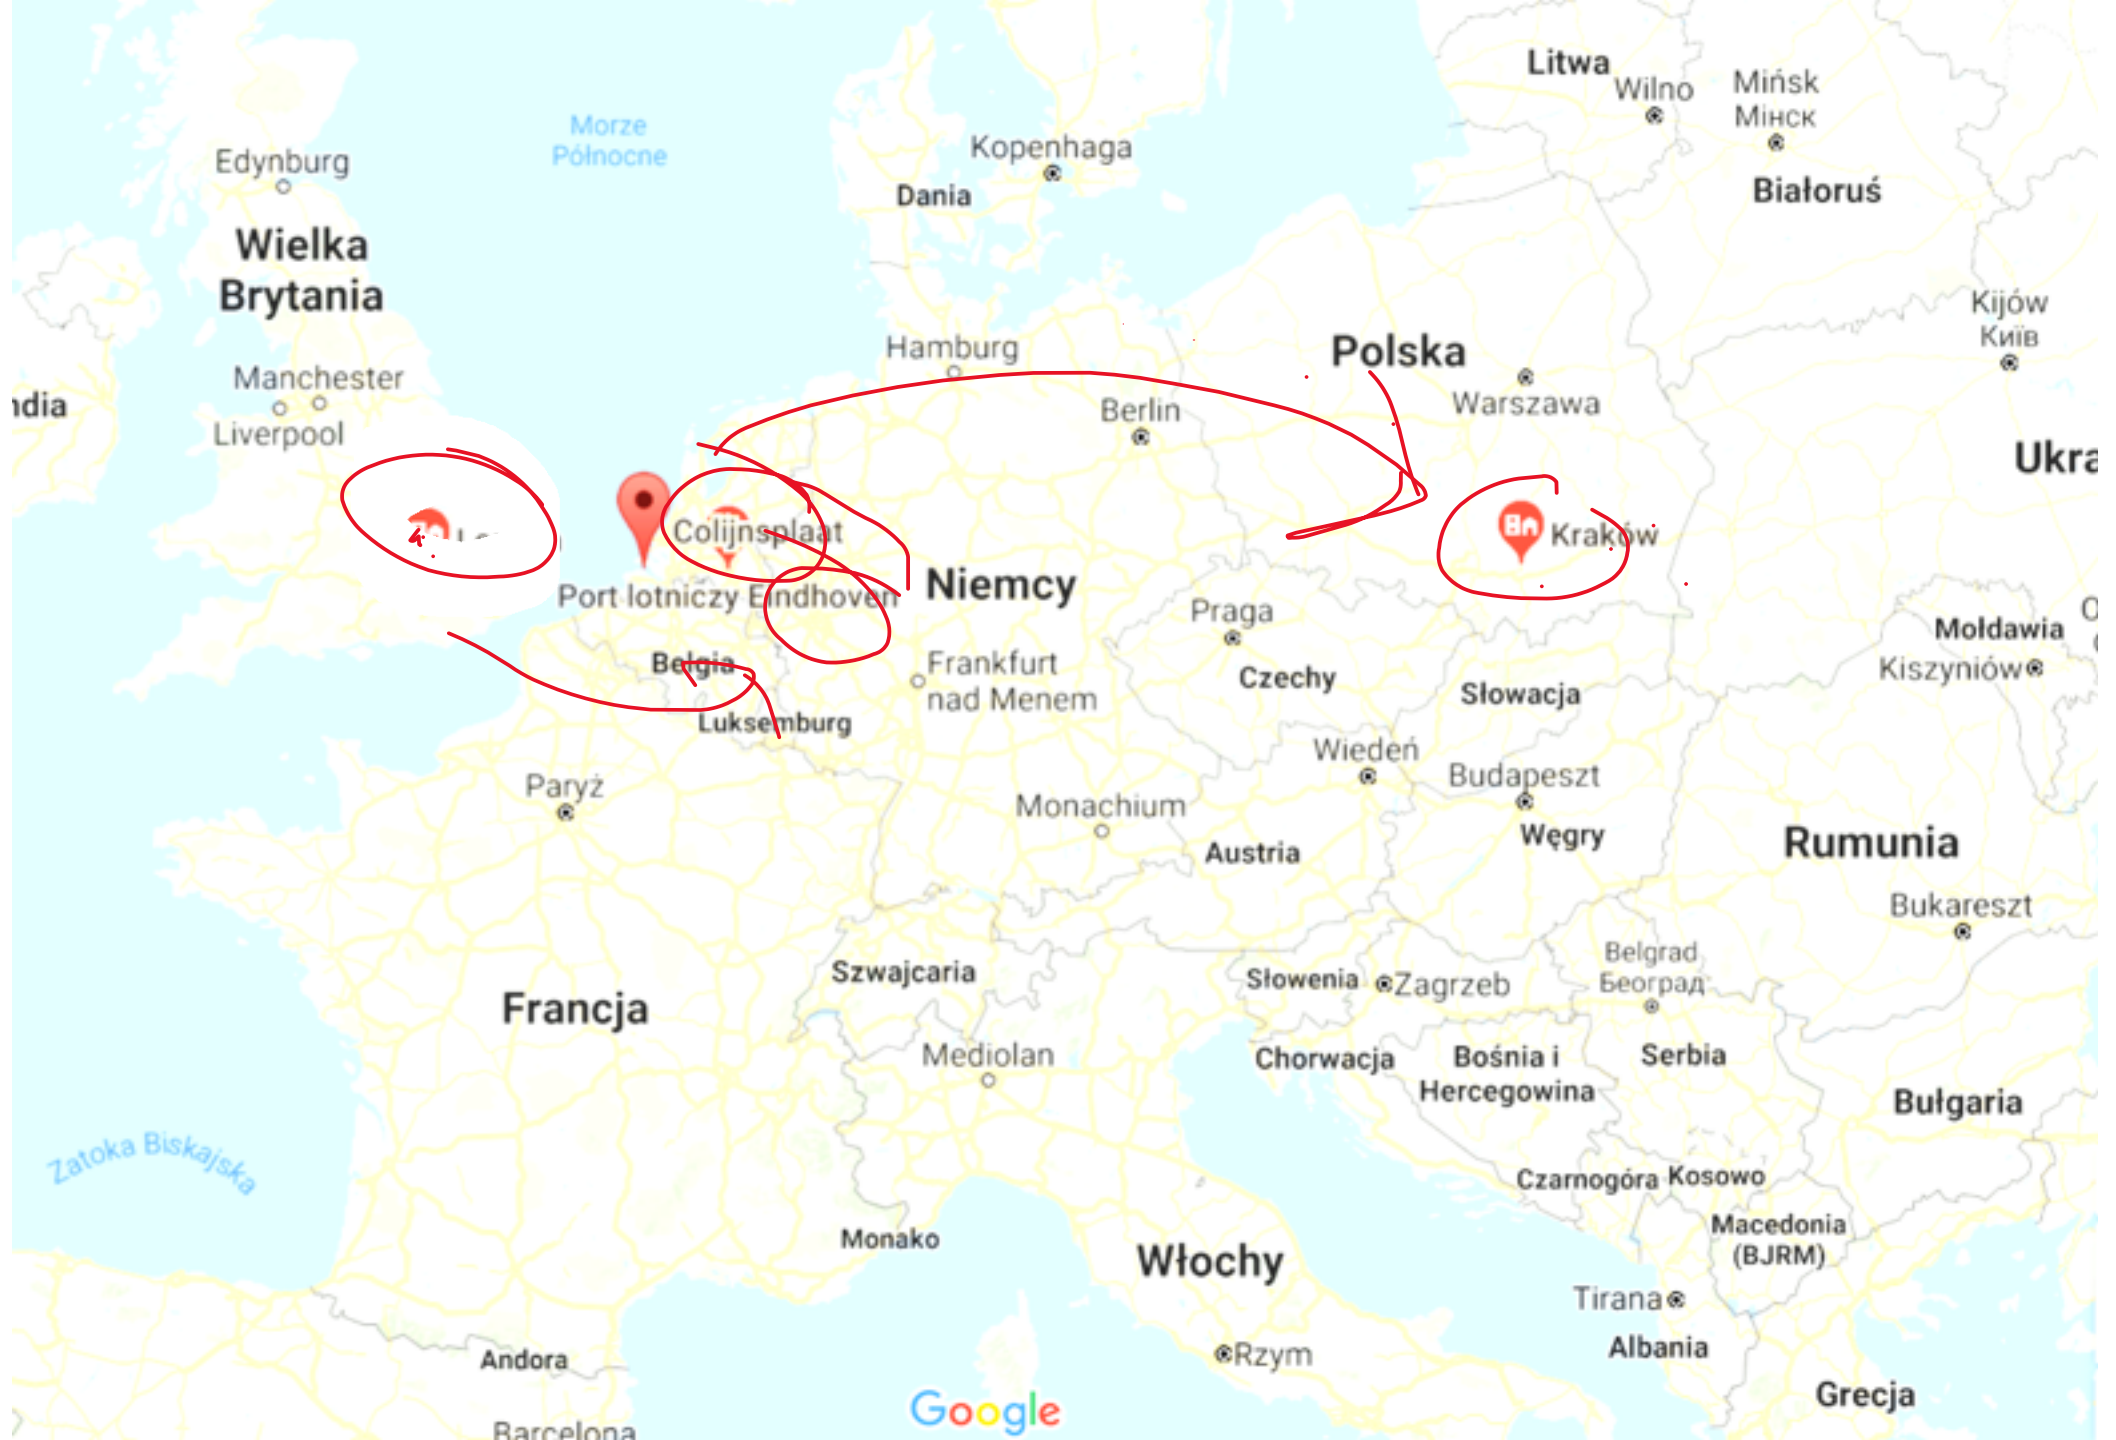 Litwa
Wilno
Mińsk
Мінск
Białoruś
Morze
Północne
Kopenhaga
Dania
Edynburg
Wielka
Brytania
Kijów
Київ
Hamburg
Polska
Manchester
Liverpool
Warszawa
Berlin
Ukra
ndia
Colijnsplaat
Kraków
Port lotniczy Eindhoven
Niemcy
Praga
Mołdawia
Kiszyniów
Belgia
Frankfurt
nad Menem
Czechy
Słowacja
Luksemburg
Wiedeń
Budapeszt
Paryż
Monachium
Węgry
Austria
Rumunia
Bukareszt
Belgrad
Београд
Szwajcaria
Słowenia
Zagrzeb
Francja
Mediolan
Chorwacja
Bośnia i
Hercegowina
Serbia
Bułgaria
Zatoka Biskajska
Czarnogóra
Kosowo
Macedonia
(BJRM)
Monako
Włochy
Tirana
Albania
Rzym
Andora
Grecja
Google
Barcelona